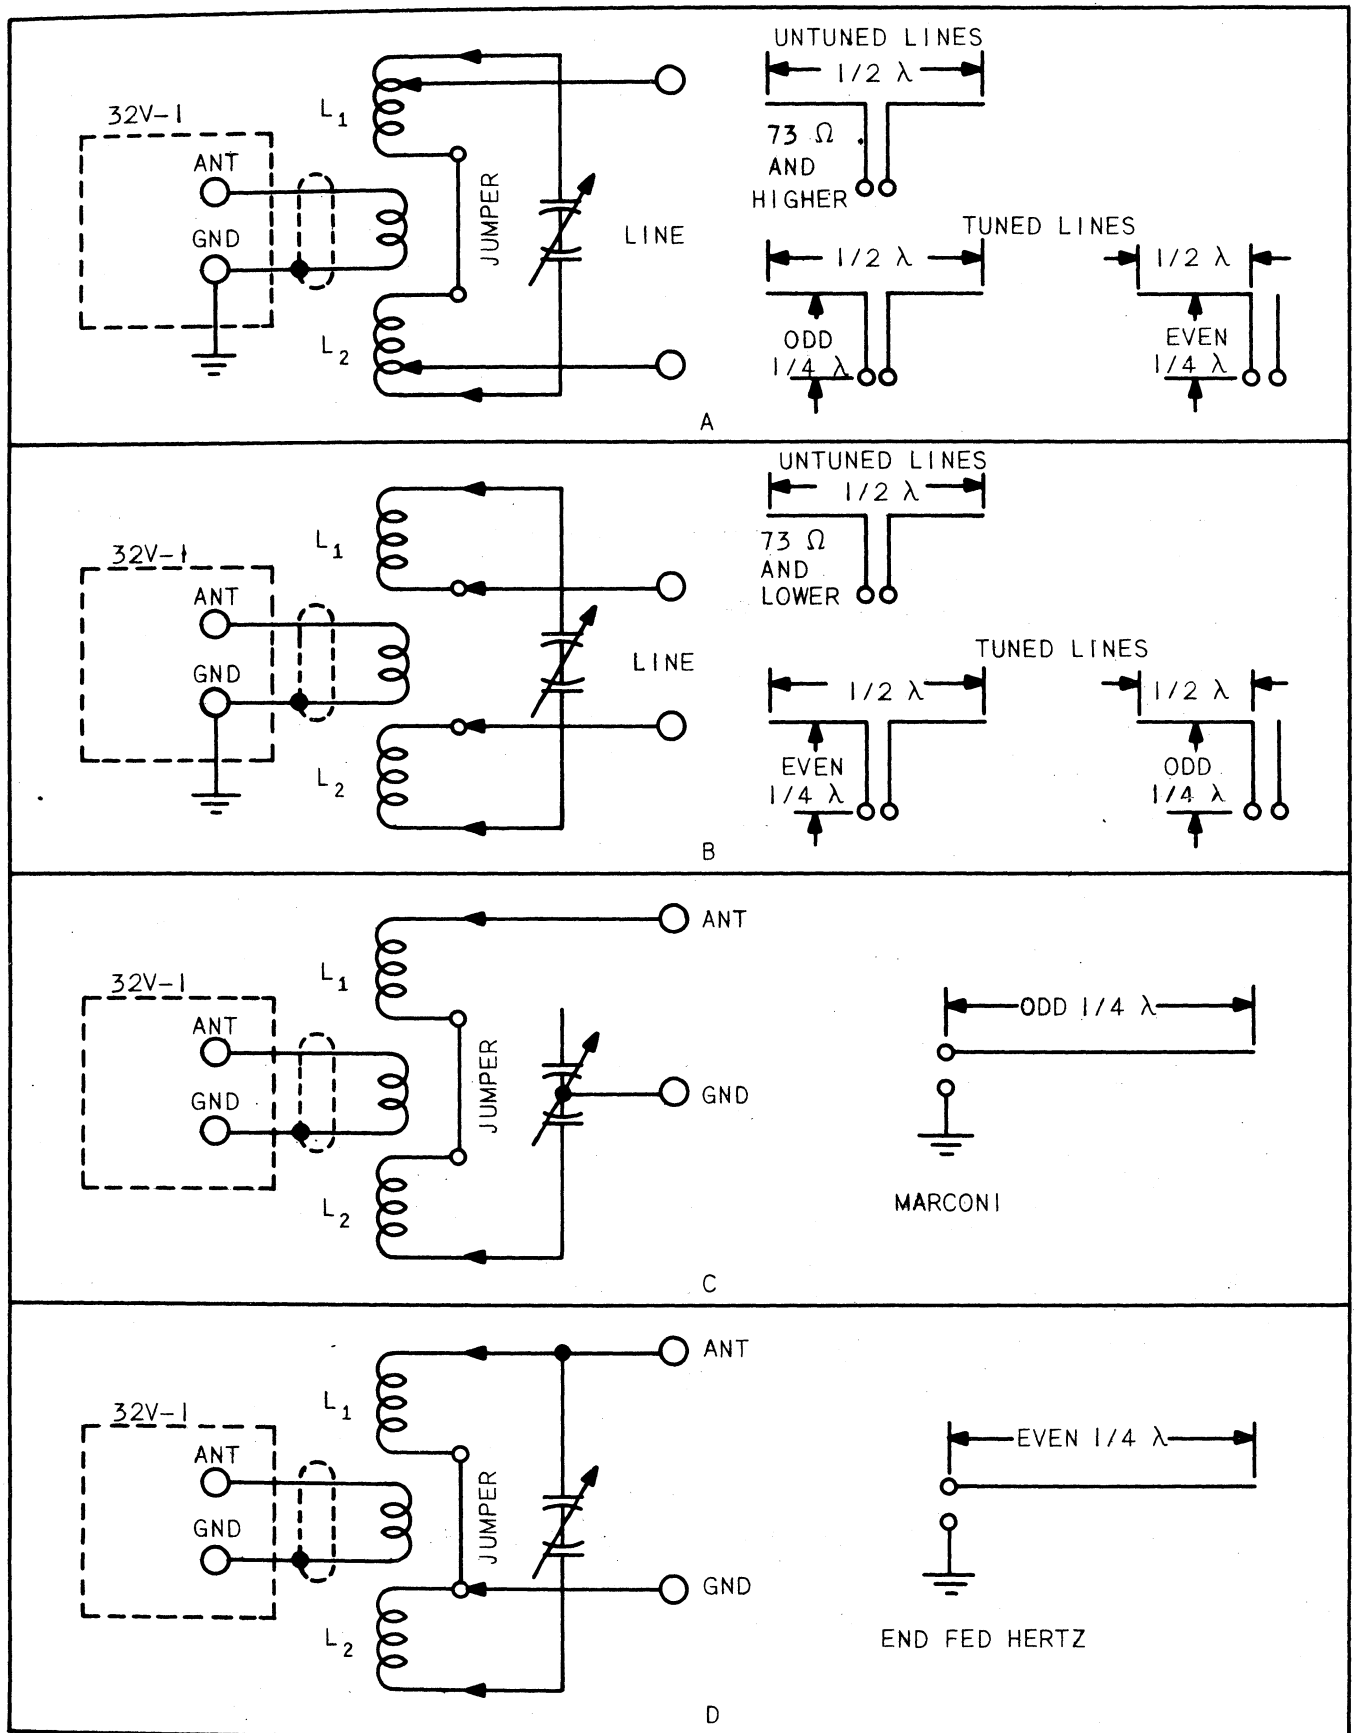 UNTUNED LINES
1/2 λ
32V-1
L1
ANT
73 Ω
AND
HIGHER
JUMPER
GND
LINE
TUNED LINES
1/2 λ
1/2 λ
L2
ODD
1/4 λ
EVEN
1/4 λ
A
UNTUNED LINES
1/2 λ
32V-1
L1
ANT
73 Ω
AND
LOWER
GND
LINE
TUNED LINES
1/2 λ
1/2 λ
L2
EVEN
1/4 λ
ODD
1/4 λ
B
ANT
32V-1
L1
ANT
ODD 1/4 λ
JUMPER
GND
GND
L2
MARCONI
C
ANT
32V-1
L1
ANT
EVEN 1/4 λ
JUMPER
GND
GND
L2
END FED HERTZ
D